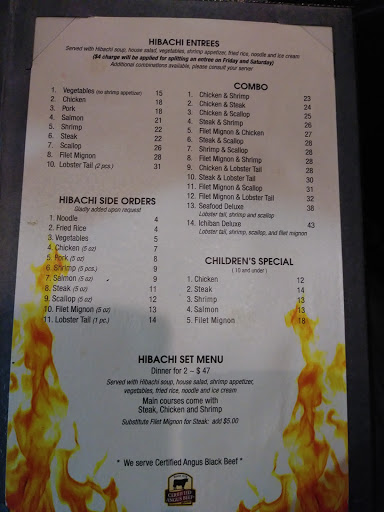 HIBACHI ENTREES
Served with Hibachi soup, house salad, vegetables, shrimp appetizer, fried rice, noodle and ice cream
($4 charge will be applied for splitting an entree on Friday and Saturday)
Additional combinations available, please consult your server
1. Vegetables (no shrimp appetizer) 15
2. Chicken 18
3. Pork 18
4. Salmon 21
5. Shrimp 22
6. Steak 22
7. Scallop 26
8. Filet Mignon 28
10. Lobster Tail (2 pcs.) 31
COMBO
1. Chicken & Shrimp 23
2. Chicken & Steak 24
3. Chicken & Scallop 25
4. Steak & Shrimp 26
5. Filet Mignon & Chicken 27
6. Steak & Scallop 28
7. Shrimp & Scallop 28
8. Filet Mignon & Shrimp 28
9. Chicken & Lobster Tail 28
10. Steak & Lobster Tail 30
11. Filet Mignon & Scallop 31
12. Filet Mignon & Lobster Tail 32
13. Seafood Deluxe 38
Lobster tail, shrimp and scallop
14. Ichiban Deluxe 43
Lobster tail, shrimp, scallop, and filet mignon
HIBACHI SIDE ORDERS
Gladly added upon request
1. Noodle 4
2. Fried Rice 4
3. Vegetables 5
4. Chicken (5 oz) 7
5. Pork (5 oz) 8
6. Shrimp (5 pcs.) 9
7. Salmon (5 oz) 9
8. Steak (5 oz) 11
9. Scallop (5 oz) 12
10. Filet Mignon (5 oz) 13
11. Lobster Tail (1 pc.) 14
CHILDREN'S SPECIAL
(10 and under)
1. Chicken 12
2. Steak 14
3. Shrimp 13
4. Salmon 13
5. Filet Mignon 18
HIBACHI SET MENU
Dinner for 2 ~ $ 47
Served with Hibachi soup, house salad, shrimp appetizer,
vegetables, fried rice, noodle and ice cream
Main courses come with
Steak, Chicken and Shrimp
Substitute Filet Mignon for Steak: add $5.00
* We serve Certified Angus Black Beef *
CERTIFIED
ANGUS BEEF